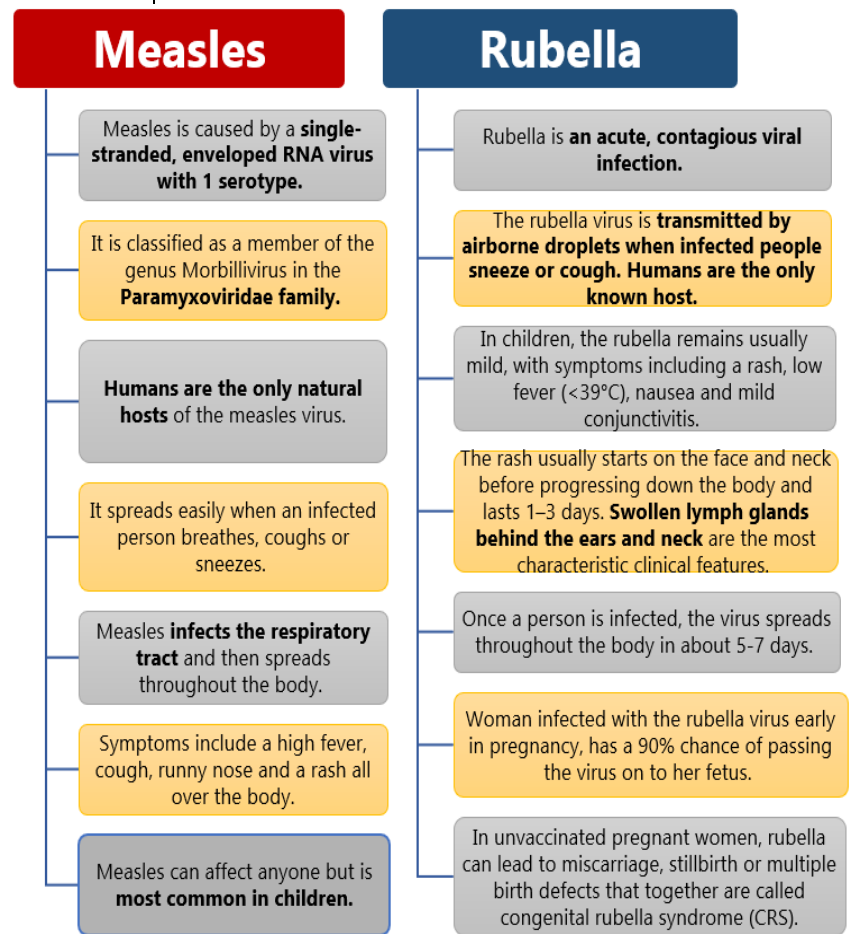 Measles
Measles is caused by a single-
stranded, enveloped RNA virus
with 1 serotype.
It is classified as a member of the
genus Morbillivirus in the
Paramyxoviridae family.
Humans are the only natural
hosts of the measles virus.
It spreads easily when an infected
person breathes, coughs or
sneezes.
Measles infects the respiratory
tract and then spreads
throughout the body.
Symptoms include a high fever,
cough, runny nose and a rash all
over the body.
Measles can affect anyone but is
most common in children.
Rubella
Rubella is an acute, contagious viral
infection.
The rubella virus is transmitted by
airborne droplets when infected people
sneeze or cough. Humans are the only
known host.
In children, the rubella remains usually
mild, with symptoms including a rash, low
fever (<39°C), nausea and mild
conjunctivitis.
The rash usually starts on the face and neck
before progressing down the body and
lasts 1–3 days. Swollen lymph glands
behind the ears and neck are the most
characteristic clinical features.
Once a person is infected, the virus spreads
throughout the body in about 5-7 days.
Woman infected with the rubella virus early
in pregnancy, has a 90% chance of passing
the virus on to her fetus.
In unvaccinated pregnant women, rubella
can lead to miscarriage, stillbirth or multiple
birth defects that together are called
congenital rubella syndrome (CRS).